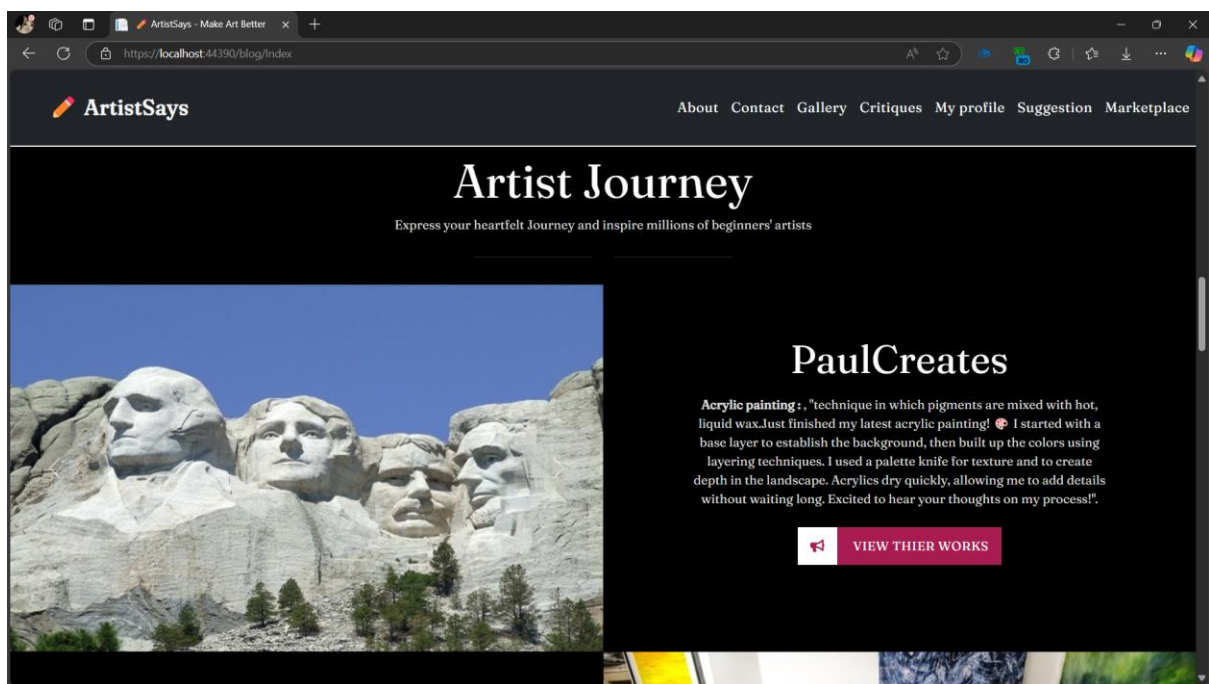 ArtistSays - Make Art Better
https://localhost:44390/blog/Index
ArtistSays
About Contact Gallery Critiques My profile Suggestion Marketplace
Artist Journey
Express your heartfelt Journey and inspire millions of beginners' artists
PaulCreates
Acrylic painting : , "technique in which pigments are mixed with hot,
liquid wax.Just finished my latest acrylic painting! 🎨 I started with a
base layer to establish the background, then built up the colors using
layering techniques. I used a palette knife for texture and to create
depth in the landscape. Acrylics dry quickly, allowing me to add details
without waiting long. Excited to hear your thoughts on my process!".
VIEW THIER WORKS